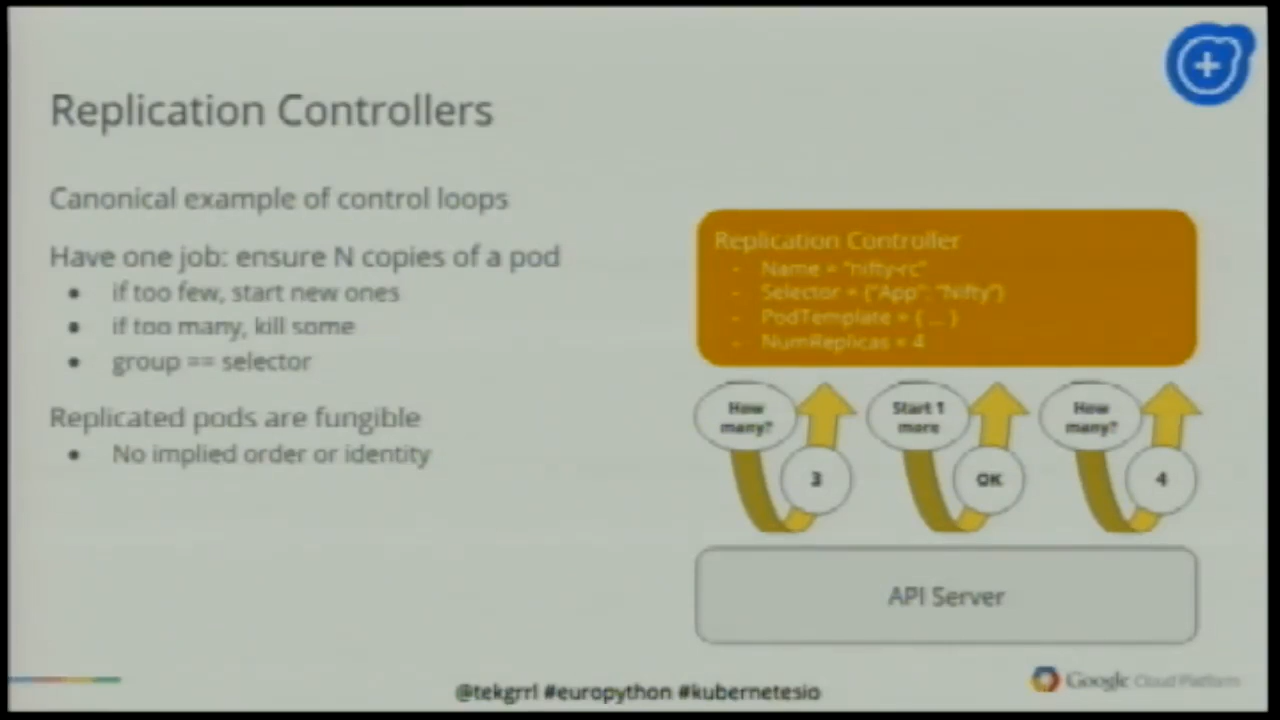 Replication Controllers
Canonical example of control loops
Have one job: ensure N copies of a pod
• if too few, start new ones
• if too many, kill some
• group == selector
Replicated pods are fungible
• No implied order or identity
Replication Controller
- Name = "nifty-rc"
- Selector = {"App": "Nifty"}
- PodTemplate = { ... }
- NumReplicas = 4
How
many?
3
Start 1
more
OK
How
many?
4
API Server
@tekgrrl #europython #kubernetesio
Google Cloud Platform